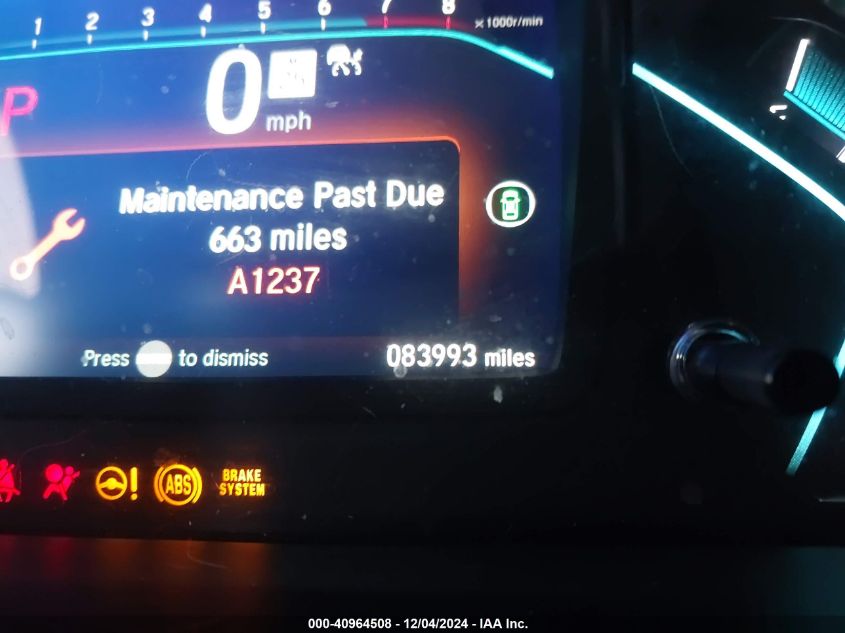 1 2 3 4 5 6 7 8 x1000r/min
P 0 mph
Maintenance Past Due
663 miles
A1237
Press to dismiss 083993 miles
ABS BRAKE
SYSTEM
000-40964508 - 12/04/2024 - IAA Inc.